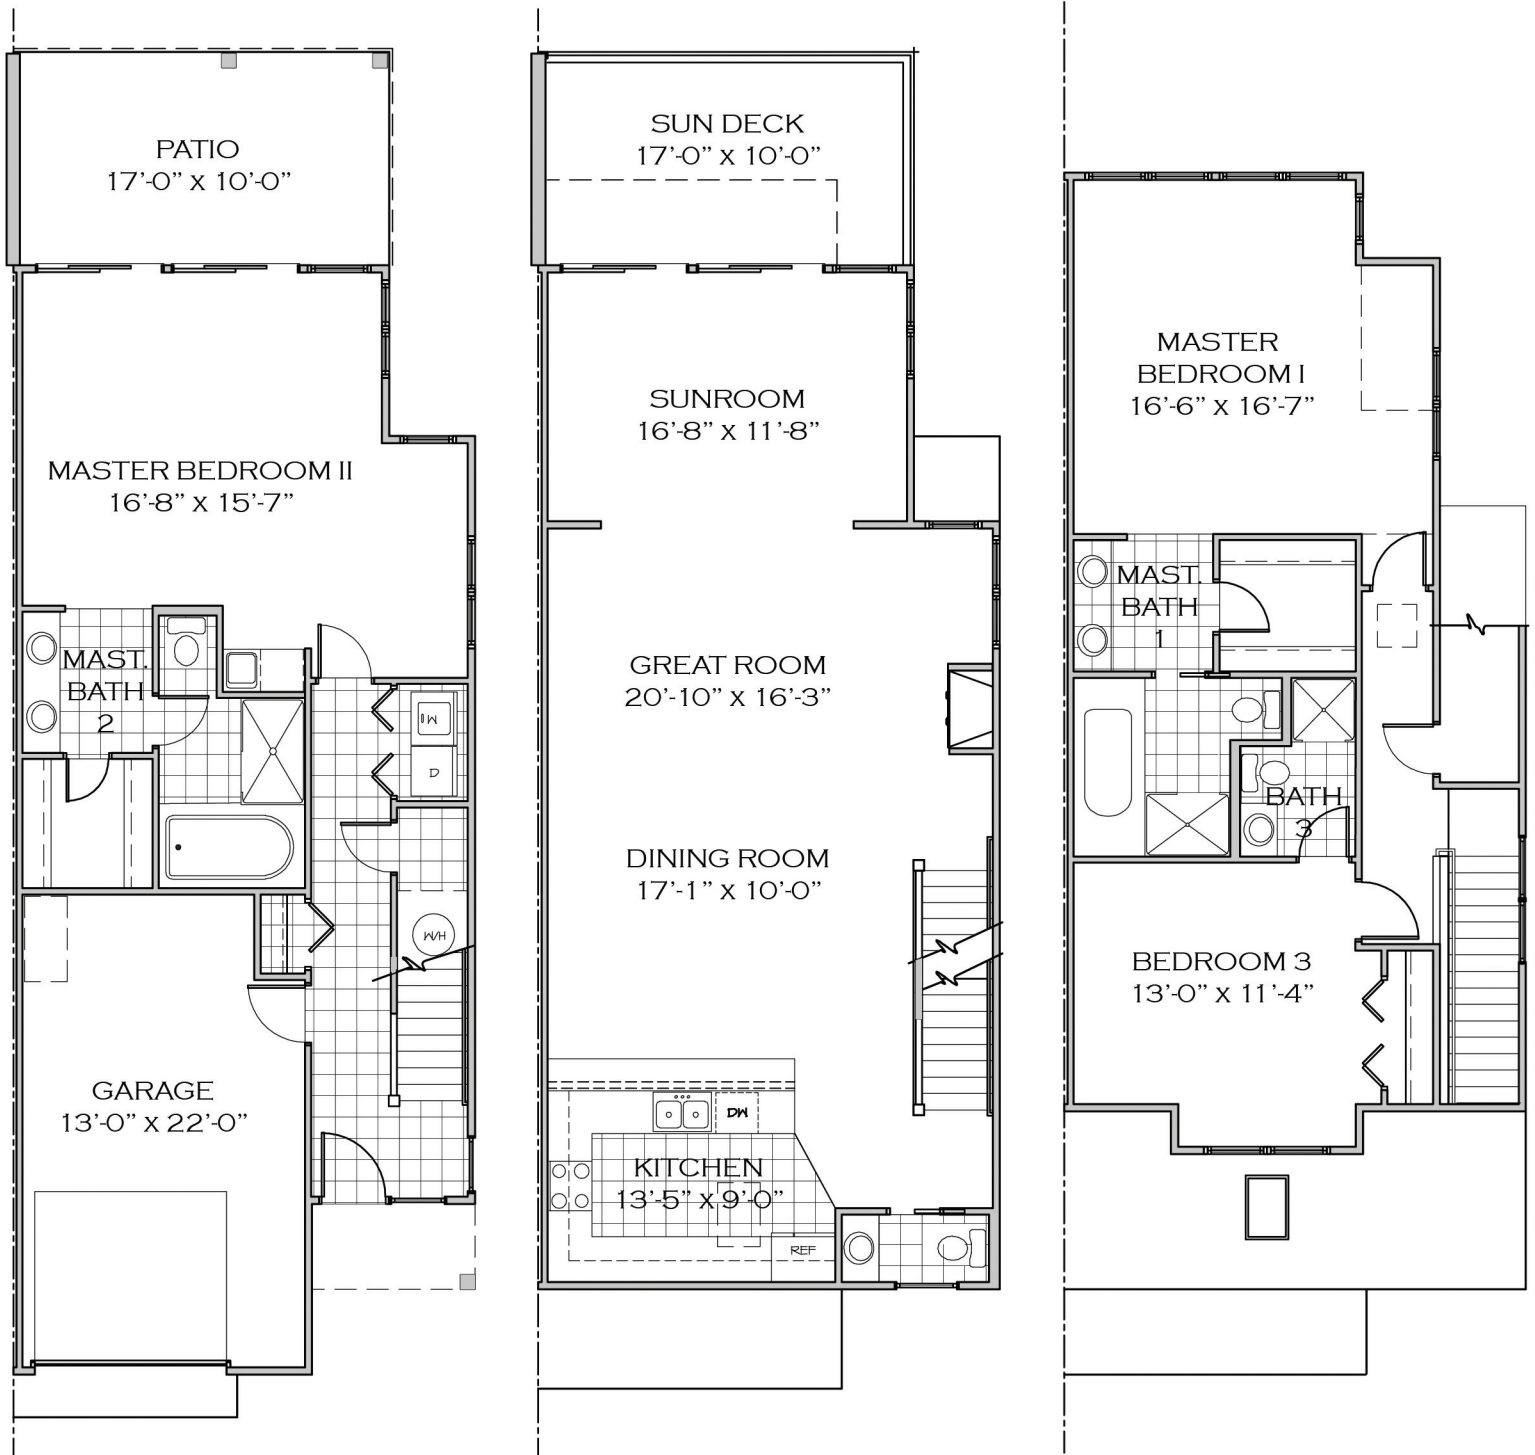 PATIO
17'-0" X 10'-0"
MASTER BEDROOM II
16'-8" X 15'-7"
MAST.
BATH
2
W
D
W/H
GARAGE
13'-0" X 22'-0"
SUN DECK
17'-0" X 10'-0"
SUNROOM
16'-8" X 11'-8"
GREAT ROOM
20'-10" X 16'-3"
DINING ROOM
17'-1" X 10'-0"
DW
KITCHEN
13'-5" X 9'-0"
REF
MASTER
BEDROOM I
16'-6" X 16'-7"
MAST.
BATH
1
BATH
3
BEDROOM 3
13'-0" X 11'-4"